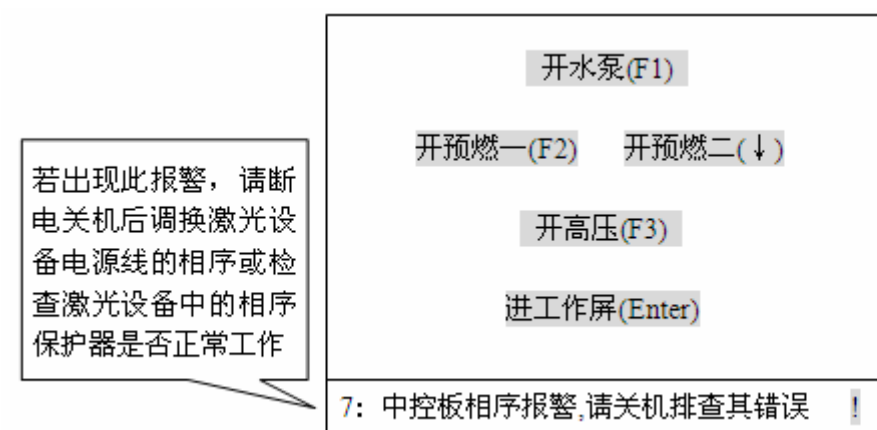 开水泵(F1)
开预燃一(F2) 开预燃二(↓)
若出现此报警，请断
电关机后调换激光设
备电源线的相序或检
查激光设备中的相序
保护器是否正常工作
开高压(F3)
进工作屏(Enter)
7：中控板相序报警,请关机排查其错误 !